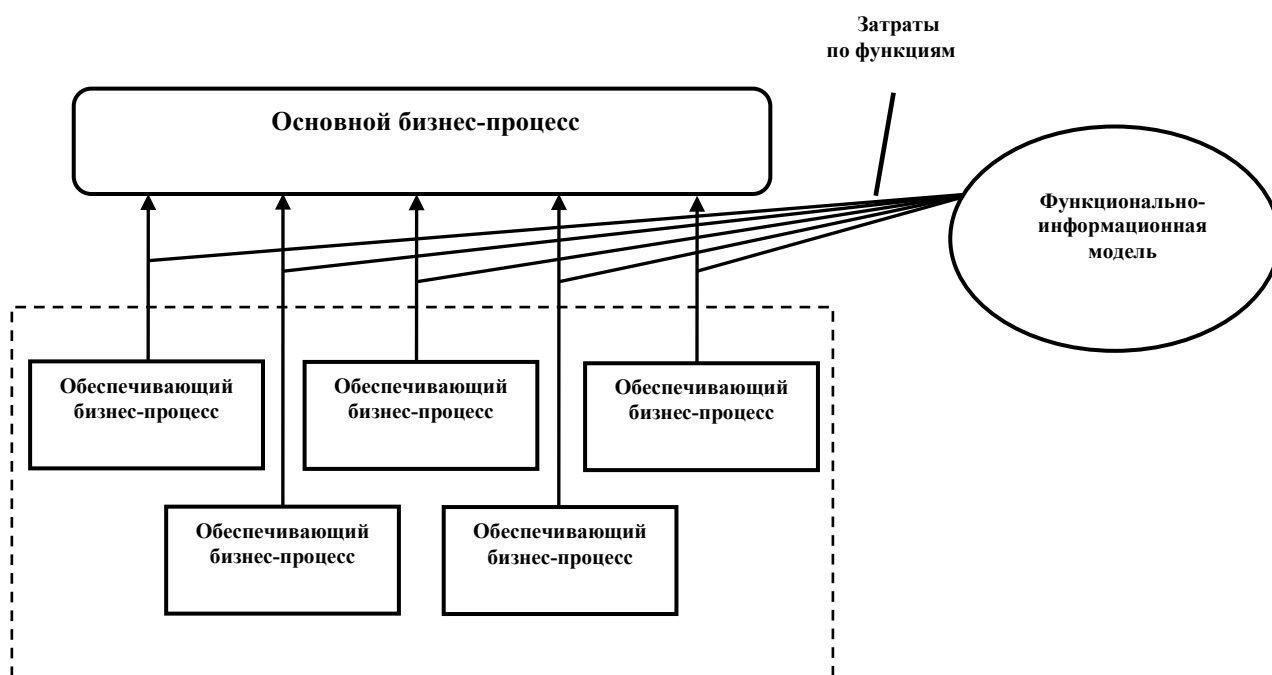 Затраты
по функциям
Основной бизнес-процесс
Функционально-
информационная
модель
Обеспечивающий
бизнес-процесс
Обеспечивающий
бизнес-процесс
Обеспечивающий
бизнес-процесс
Обеспечивающий
бизнес-процесс
Обеспечивающий
бизнес-процесс